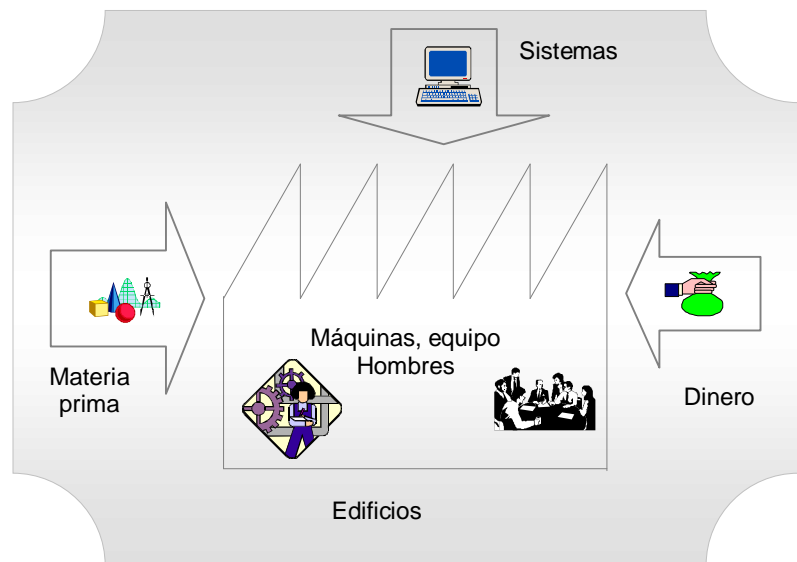 Sistemas
Máquinas, equipo
Hombres
Materia
prima
Dinero
Edificios